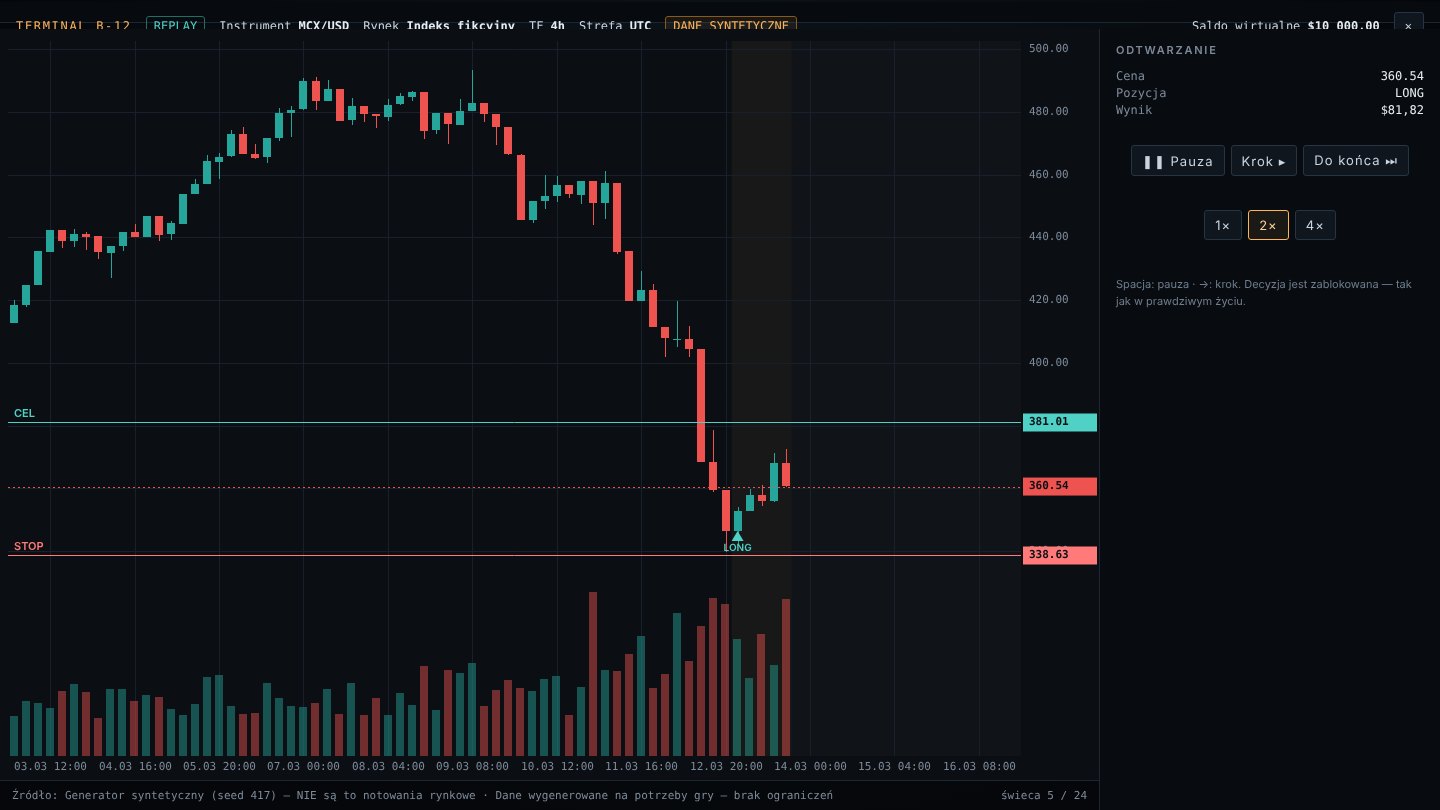 TERMINAL B-12 REPLAY Instrument MCX/USD Rynek Indeks fikcyjny TF 4h Strefa UTC DANE SYNTETYCZNE Saldo wirtualne $10 000.00 ×
ODTWARZANIE
Cena 360.54
Pozycja LONG
Wynik $81,82
❚❚ Pauza Krok ▸ Do końca ⏭
1× 2× 4×
Spacja: pauza · →: krok. Decyzja jest zablokowana — tak
jak w prawdziwym życiu.
500.00
480.00
460.00
440.00
420.00
400.00
CEL 381.01
360.54
STOP 338.63
LONG
03.03 12:00 04.03 16:00 05.03 20:00 07.03 00:00 08.03 04:00 09.03 08:00 10.03 12:00 11.03 16:00 12.03 20:00 14.03 00:00 15.03 04:00 16.03 08:00
Źródło: Generator syntetyczny (seed 417) — NIE są to notowania rynkowe · Dane wygenerowane na potrzeby gry — brak ograniczeń świeca 5 / 24